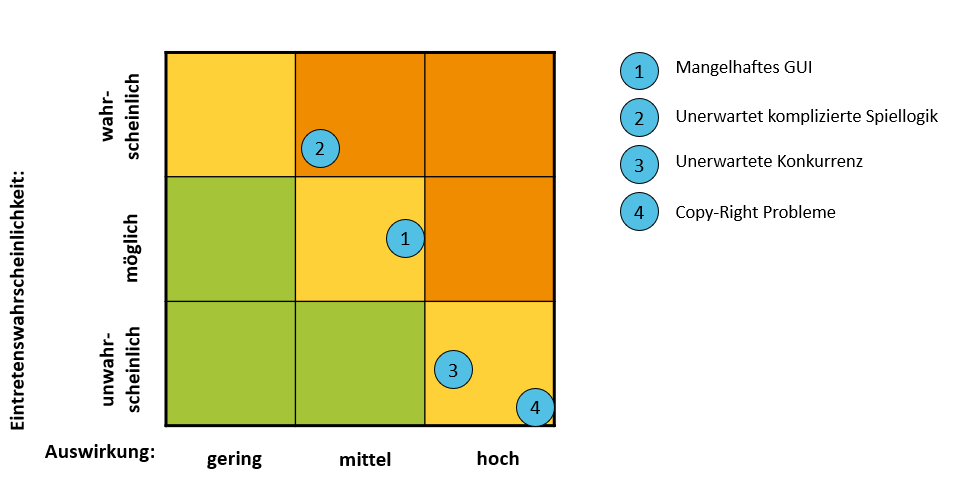 Eintretenswahrscheinlichkeit:
wahr-
scheinlich
möglich
unwahr-
scheinlich
2
1
3
4
Auswirkung:
gering
mittel
hoch
1 Mangelhaftes GUI
2 Unerwartet komplizierte Spiellogik
3 Unerwartete Konkurrenz
4 Copy-Right Probleme